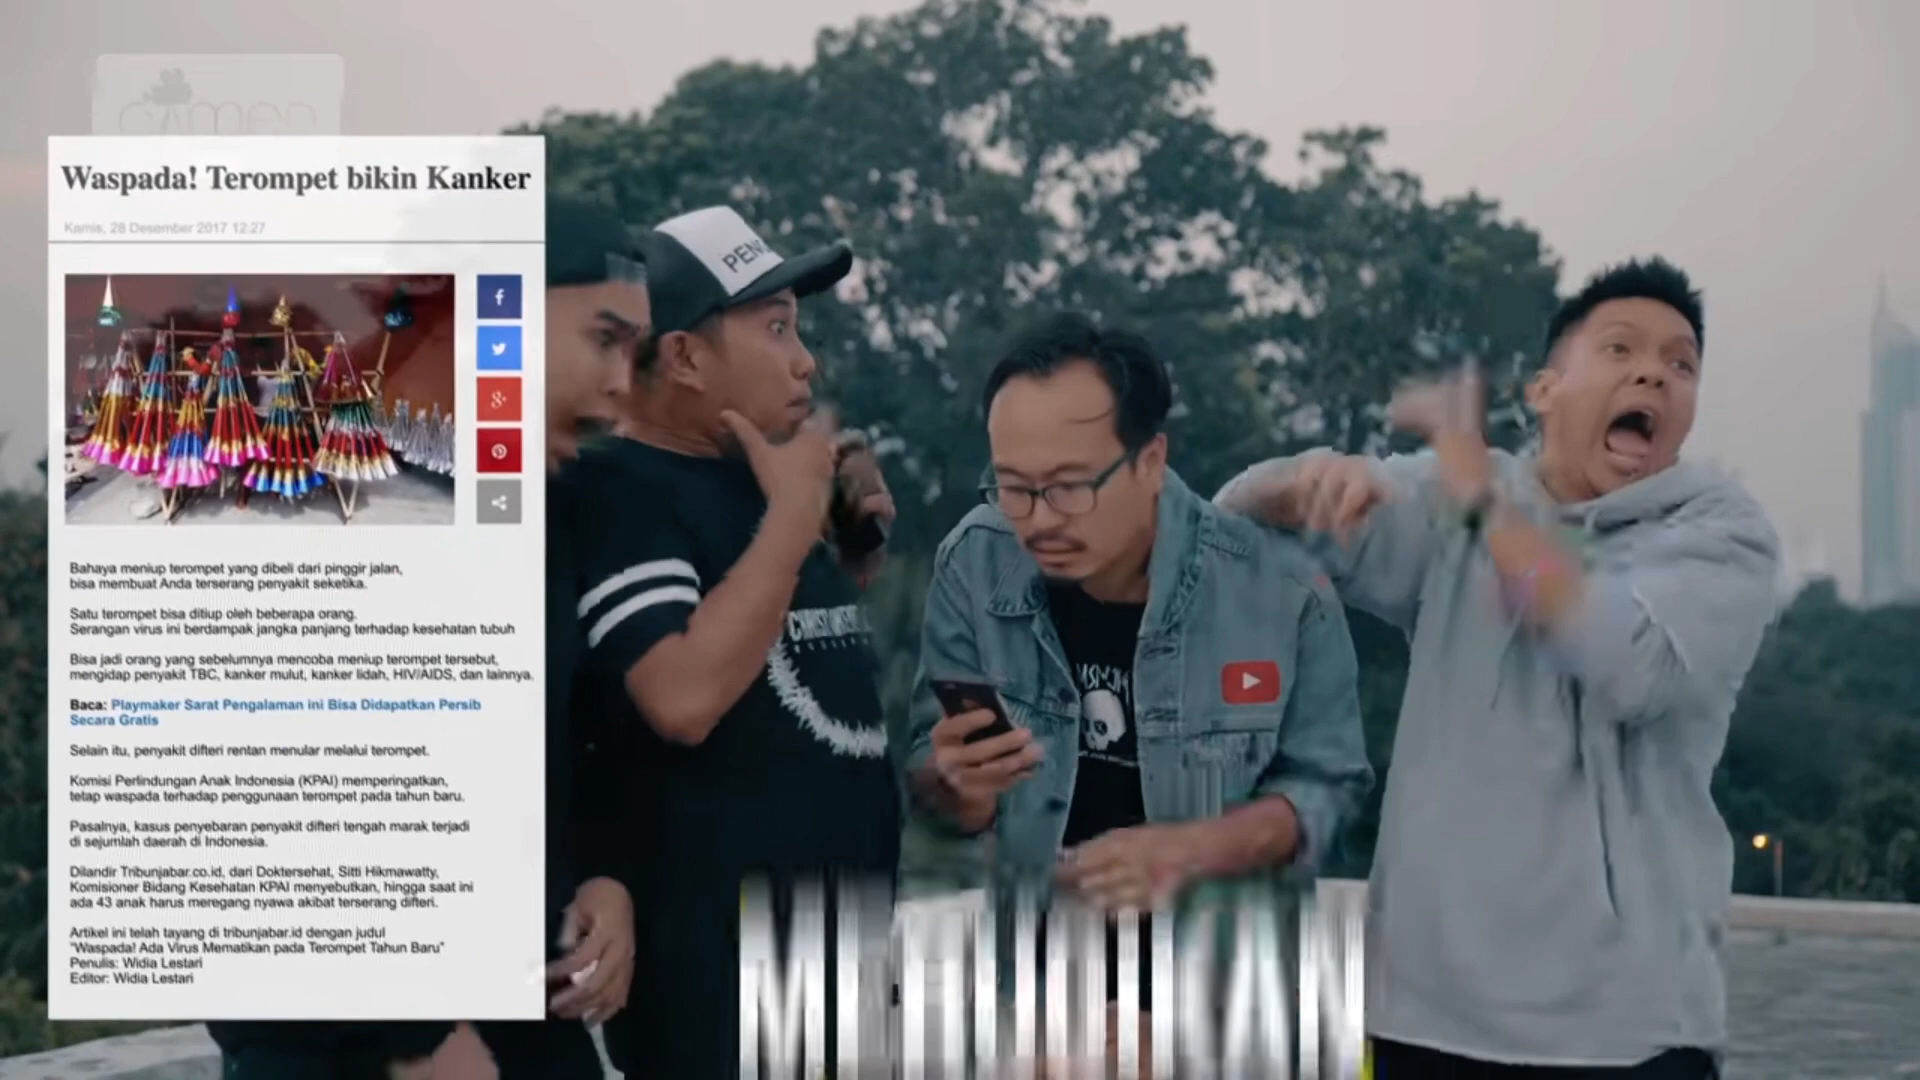 camen
Waspada! Terompet bikin Kanker
Kamis, 28 Desember 2017 12:27
Bahaya meniup terompet yang dibeli dari pinggir jalan,
bisa membuat Anda terserang penyakit seketika.
Satu terompet bisa ditiup oleh beberapa orang.
Serangan virus ini berdampak jangka panjang terhadap kesehatan tubuh
Bisa jadi orang yang sebelumnya mencoba meniup terompet tersebut,
mengidap penyakit TBC, kanker mulut, kanker lidah, HIV/AIDS, dan lainnya.
Baca: Playmaker Sarat Pengalaman ini Bisa Didapatkan Persib
Secara Gratis
Selain itu, penyakit difteri rentan menular melalui terompet.
Komisi Perlindungan Anak Indonesia (KPAI) memperingatkan,
tetap waspada terhadap penggunaan terompet pada tahun baru.
Pasalnya, kasus penyebaran penyakit difteri tengah marak terjadi
di sejumlah daerah di Indonesia.
Dilandir Tribunjabar.co.id, dari Doktersehat, Sitti Hikmawatty,
Komisioner Bidang Kesehatan KPAI menyebutkan, hingga saat ini
ada 43 anak harus meregang nyawa akibat terserang difteri.
Artikel ini telah tayang di tribunjabar.id dengan judul
"Waspada! Ada Virus Mematikan pada Terompet Tahun Baru"
Penulis: Widia Lestari
Editor: Widia Lestari